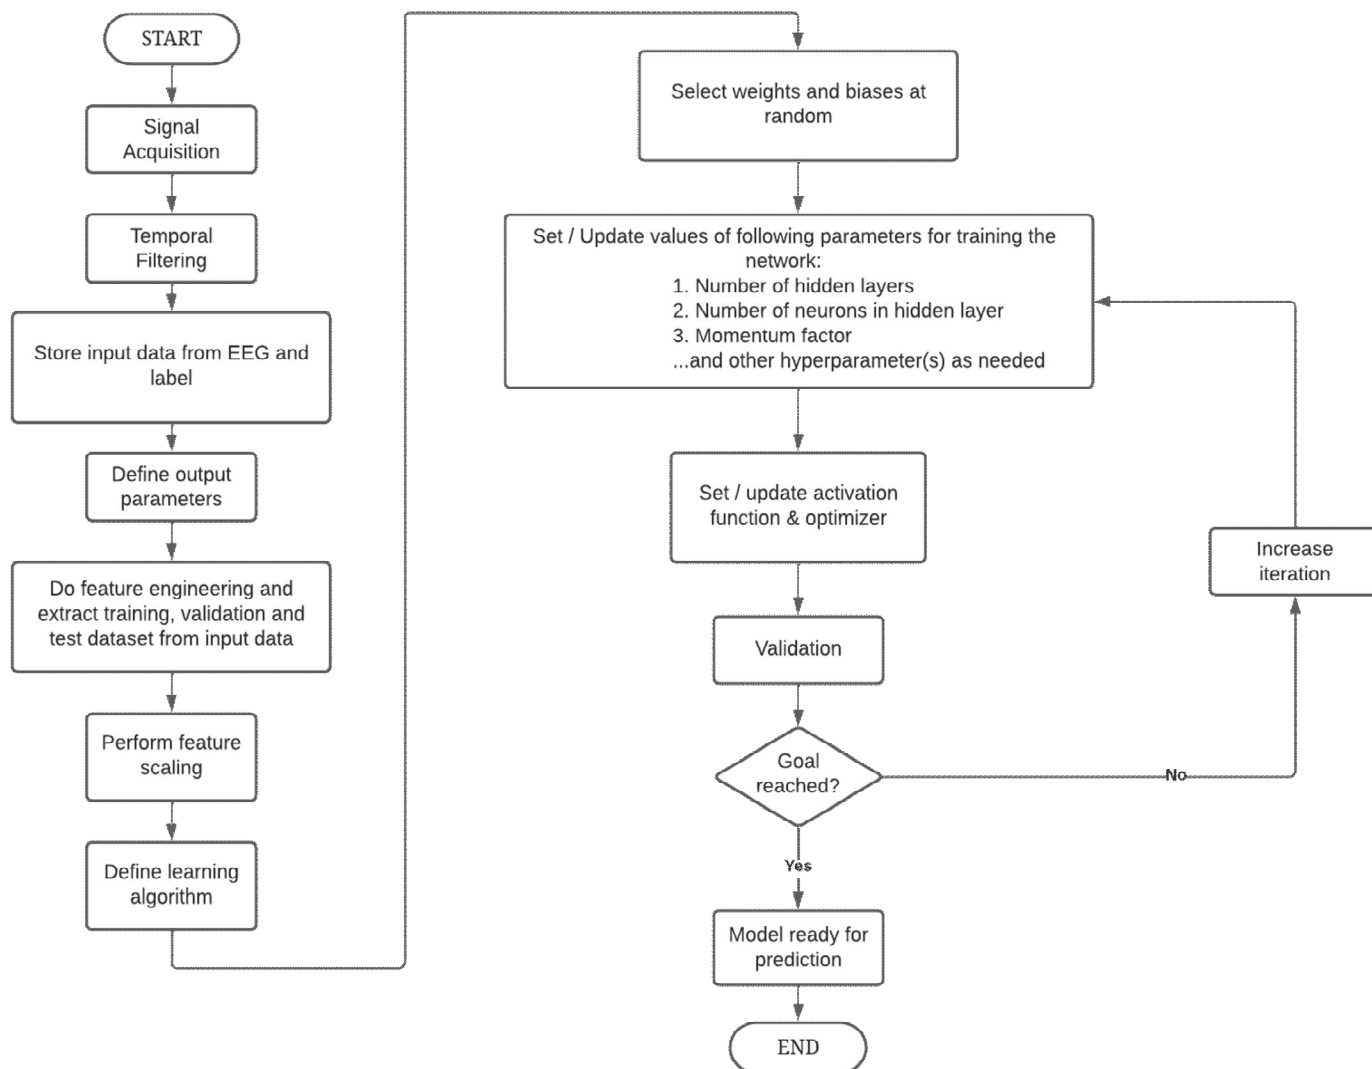 START
Signal
Acquisition
Temporal
Filtering
Store input data from EEG and
label
Define output
parameters
Do feature engineering and
extract training, validation and
test dataset from input data
Perform feature
scaling
Define learning
algorithm
Select weights and biases at
random
Set / Update values of following parameters for training the
network:
1. Number of hidden layers
2. Number of neurons in hidden layer
3. Momentum factor
...and other hyperparameter(s) as needed
Set / update activation
function & optimizer
Validation
Goal
reached?
No
Increase
iteration
Yes
Model ready for
prediction
END